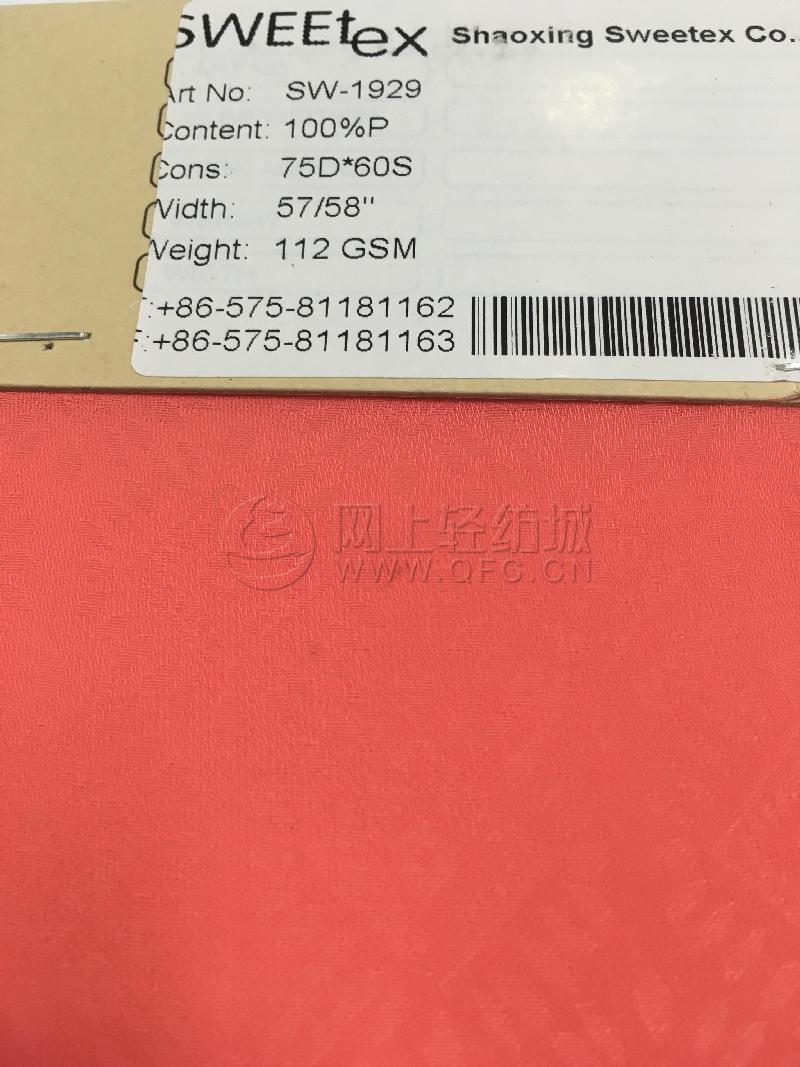 SWEEtex Shaoxing Sweetex Co.
Art No: SW-1929
Content: 100%P
Cons: 75D*60S
Width: 57/58"
Weight: 112 GSM
:+86-575-81181162
F:+86-575-81181163
网上轻纺城
WWW.QFC.CN